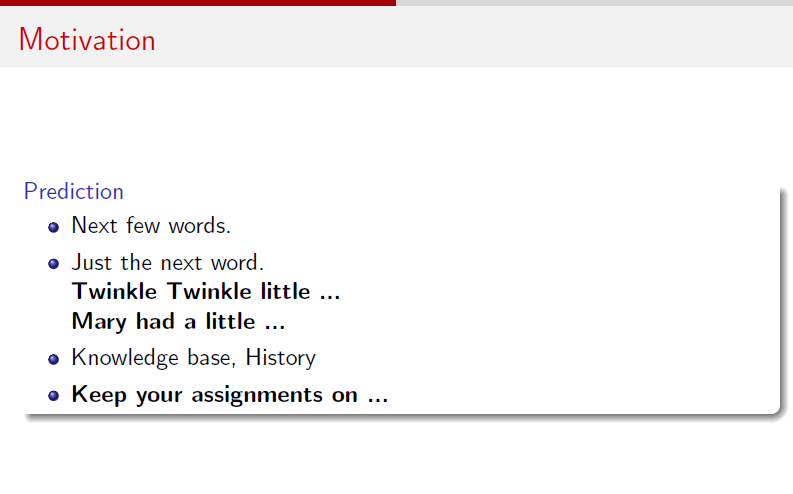 Motivation
Prediction
Next few words.
Just the next word.
Twinkle Twinkle little ...
Mary had a little ...
Knowledge base, History
Keep your assignments on ...